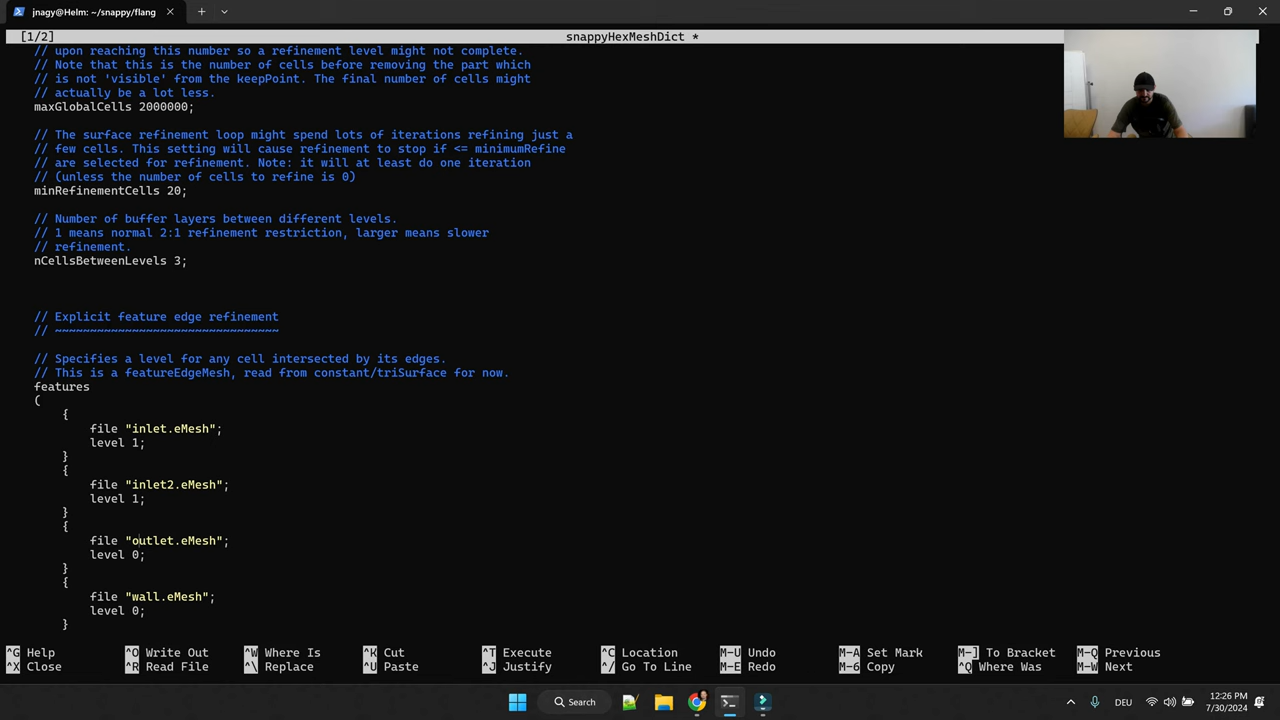 jnagy@Helm: ~/snappy/flang
[1/2] snappyHexMeshDict *
// upon reaching this number so a refinement level might not complete.
// Note that this is the number of cells before removing the part which
// is not 'visible' from the keepPoint. The final number of cells might
// actually be a lot less.
maxGlobalCells 2000000;
// The surface refinement loop might spend lots of iterations refining just a
// few cells. This setting will cause refinement to stop if <= minimumRefine
// are selected for refinement. Note: it will at least do one iteration
// (unless the number of cells to refine is 0)
minRefinementCells 20;
// Number of buffer layers between different levels.
// 1 means normal 2:1 refinement restriction, larger means slower
// refinement.
nCellsBetweenLevels 3;
// Explicit feature edge refinement
// ~~~~~~~~~~~~~~~~~~~~~~~~~~~~~~~~
// Specifies a level for any cell intersected by its edges.
// This is a featureEdgeMesh, read from constant/triSurface for now.
features
(
{
file "inlet.eMesh";
level 1;
}
{
file "inlet2.eMesh";
level 1;
}
{
file "outlet.eMesh";
level 0;
}
{
file "wall.eMesh";
level 0;
}
^G Help ^O Write Out ^W Where Is ^K Cut ^T Execute ^C Location M-U Undo M-A Set Mark M-] To Bracket M-Q Previous
^X Close ^R Read File ^\ Replace ^U Paste ^J Justify ^/ Go To Line M-E Redo M-6 Copy ^Q Where Was M-W Next
Search
DEU
12:26 PM
7/30/2024